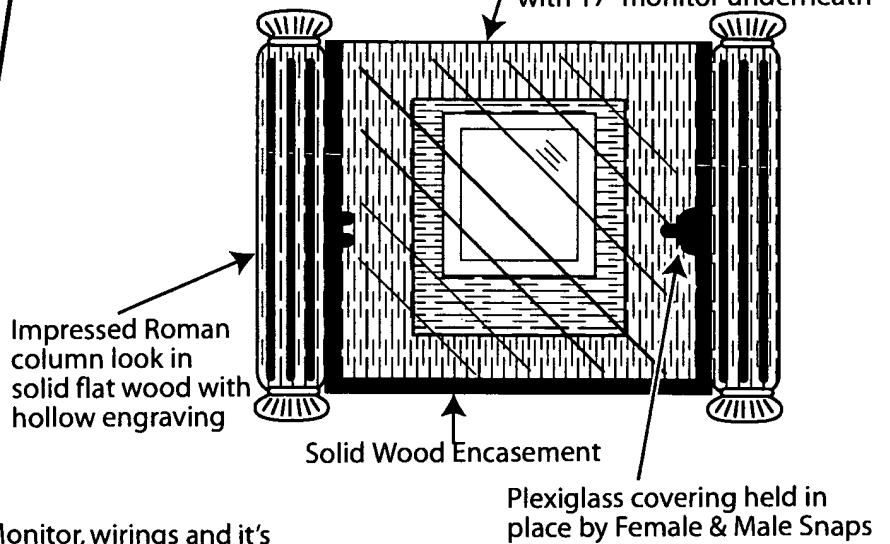 with 17" monitor underneath
Impressed Roman
column look in
solid flat wood with
hollow engraving
Solid Wood Encasement
Plexiglass covering held in
place by Female & Male Snaps
Monitor, wirings and it's